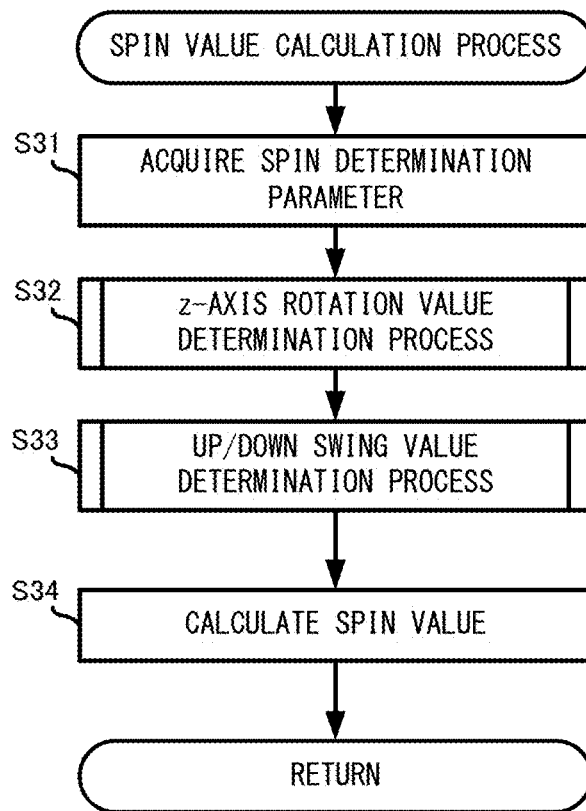 SPIN VALUE CALCULATION PROCESS
S31
ACQUIRE SPIN DETERMINATION
PARAMETER
S32
z-AXIS ROTATION VALUE
DETERMINATION PROCESS
S33
UP/DOWN SWING VALUE
DETERMINATION PROCESS
S34
CALCULATE SPIN VALUE
RETURN